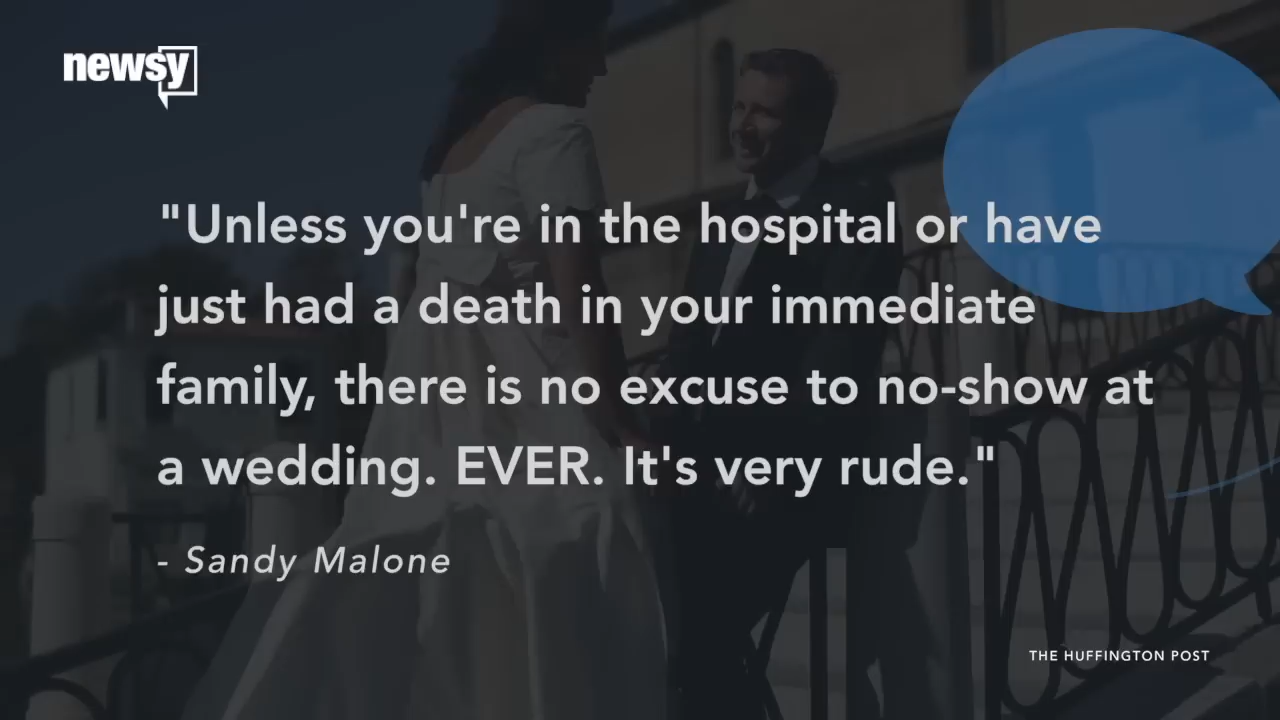 newsy
"Unless you're in the hospital or have
just had a death in your immediate
family, there is no excuse to no-show at
a wedding. EVER. It's very rude."
- Sandy Malone
THE HUFFINGTON POST